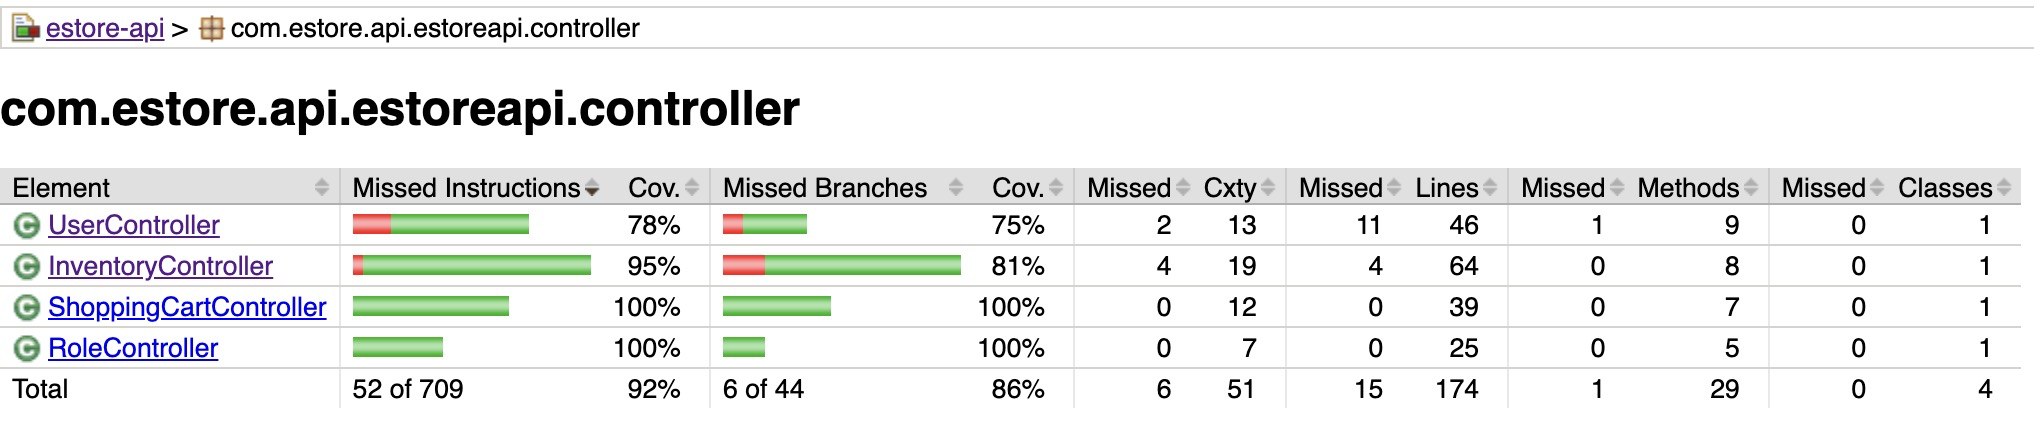 estore-api > com.estore.api.estoreapi.controller
com.estore.api.estoreapi.controller
Element Missed Instructions Cov. Missed Branches Cov. Missed Cxty Missed Lines Missed Methods Missed Classes
C UserController 78% 75% 2 13 11 46 1 9 0 1
C InventoryController 95% 81% 4 19 4 64 0 8 0 1
C ShoppingCartController 100% 100% 0 12 0 39 0 7 0 1
C RoleController 100% 100% 0 7 0 25 0 5 0 1
Total 52 of 709 92% 6 of 44 86% 6 51 15 174 1 29 0 4